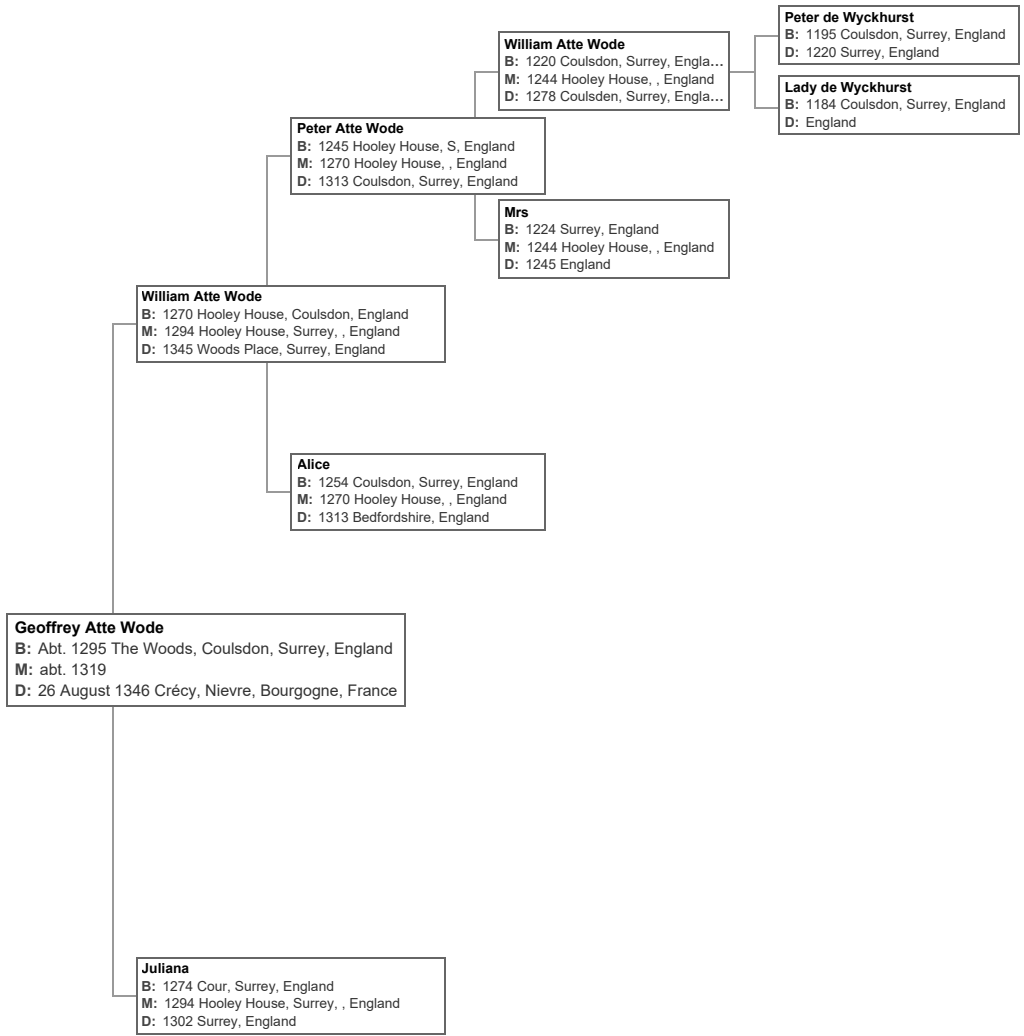 Peter de Wyckhurst
B: 1195 Coulsdon, Surrey, England
D: 1220 Surrey, England
William Atte Wode
B: 1220 Coulsdon, Surrey, Engla...
M: 1244 Hooley House, , England
D: 1278 Coulsden, Surrey, Engla...
Lady de Wyckhurst
B: 1184 Coulsdon, Surrey, England
D: England
Peter Atte Wode
B: 1245 Hooley House, S, England
M: 1270 Hooley House, , England
D: 1313 Coulsdon, Surrey, England
Mrs
B: 1224 Surrey, England
M: 1244 Hooley House, , England
D: 1245 England
William Atte Wode
B: 1270 Hooley House, Coulsdon, England
M: 1294 Hooley House, Surrey, , England
D: 1345 Woods Place, Surrey, England
Alice
B: 1254 Coulsdon, Surrey, England
M: 1270 Hooley House, , England
D: 1313 Bedfordshire, England
Geoffrey Atte Wode
B: Abt. 1295 The Woods, Coulsdon, Surrey, England
M: abt. 1319
D: 26 August 1346 Crécy, Nievre, Bourgogne, France
Juliana
B: 1274 Cour, Surrey, England
M: 1294 Hooley House, Surrey, , England
D: 1302 Surrey, England